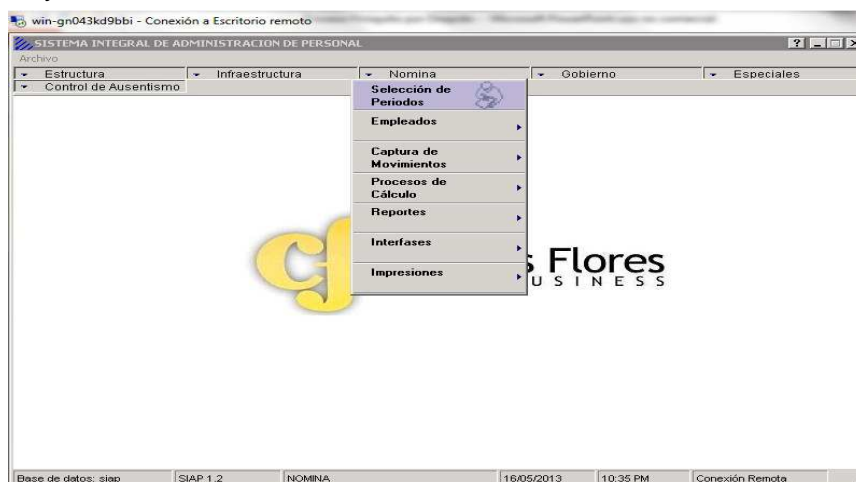 win-gn043kd9bbi - Conexión a Escritorio remoto
SISTEMA INTEGRAL DE ADMINISTRACION DE PERSONAL
Archivo
Estructura Infraestructura Nomina Gobierno Especiales
Control de Ausentismo
Selección de
Periodos
Empleados
Captura de
Movimientos
Procesos de
Cálculo
Reportes
Interfases
Impresiones
cf s Flores
USINESS
Base de datos: siap SIAP 1.2 NOMINA 16/05/2013 10:35 PM Conexión Remota